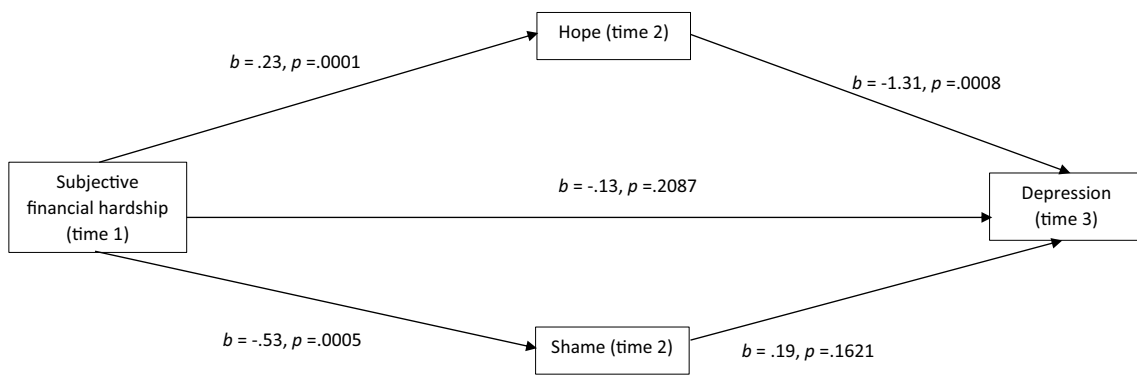 Hope (time 2)
b = .23, p =.0001
b = -1.31, p =.0008
Subjective
financial hardship
(time 1)
b = -.13, p =.2087
Depression
(time 3)
b = -.53, p =.0005
Shame (time 2)
b = .19, p =.1621